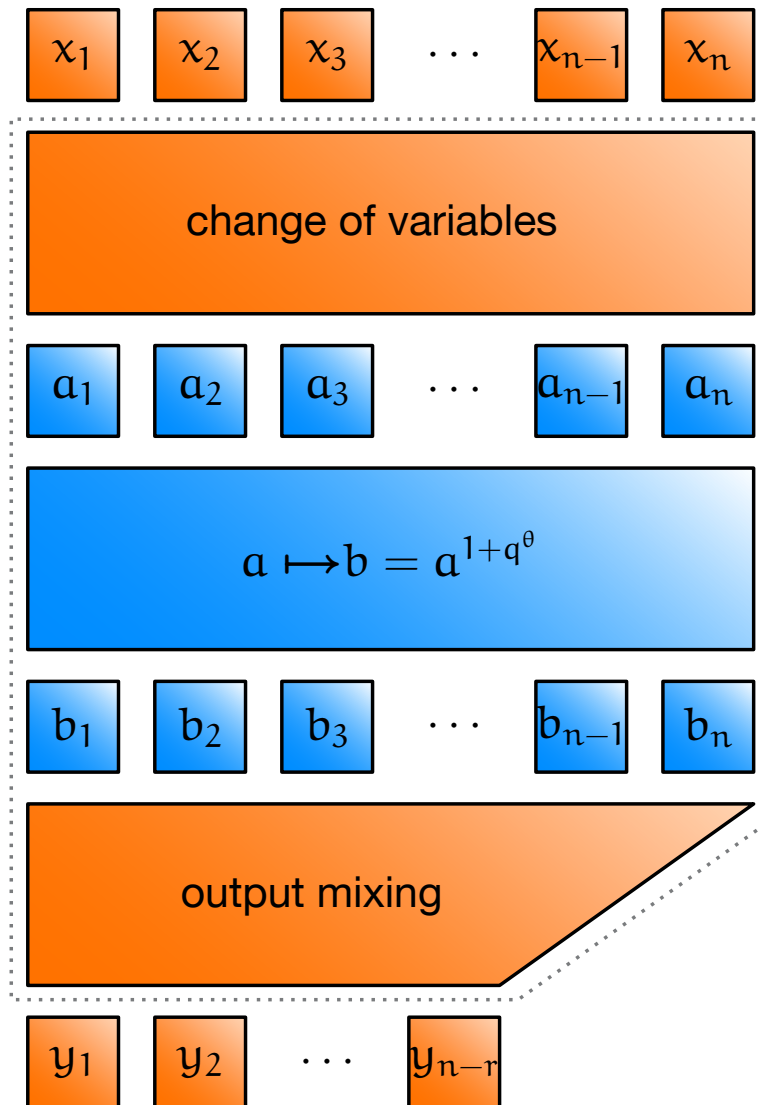 x₁ x₂ x₃ ⋯ xₙ₋₁ xₙ
change of variables
a₁ a₂ a₃ ⋯ aₙ₋₁ aₙ
a ↦ b = a^{1+q^θ}
b₁ b₂ b₃ ⋯ bₙ₋₁ bₙ
output mixing
y₁ y₂ ⋯ yₙ₋ᵣ